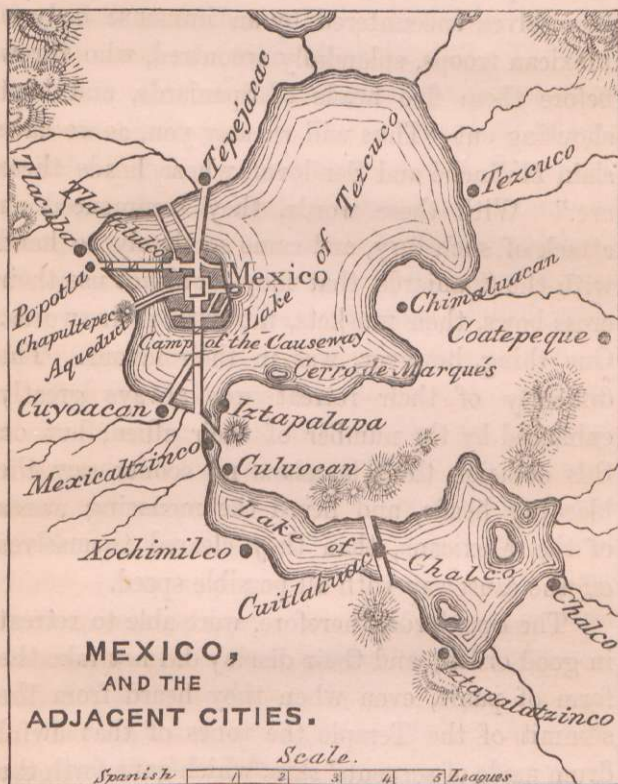 Tepejacac
Tezcuco
Lake of Tezcuco
Tlacuba
Tlaltelulco
Popotla
Chapultepec
Aqueduct
Mexico
Chimaluacan
Coatepeque
Camp of the Causeway
Cerro de Marqués
Cuyoacan
Iztapalapa
Mexicaltzinco
Culuocan
Xochimilco
Cuitlahuac
Lake of Chalco
Chalco
Iztapalatzinco
MEXICO,
AND THE
ADJACENT CITIES.
Scale.
Spanish 1 2 3 4 5 Leagues